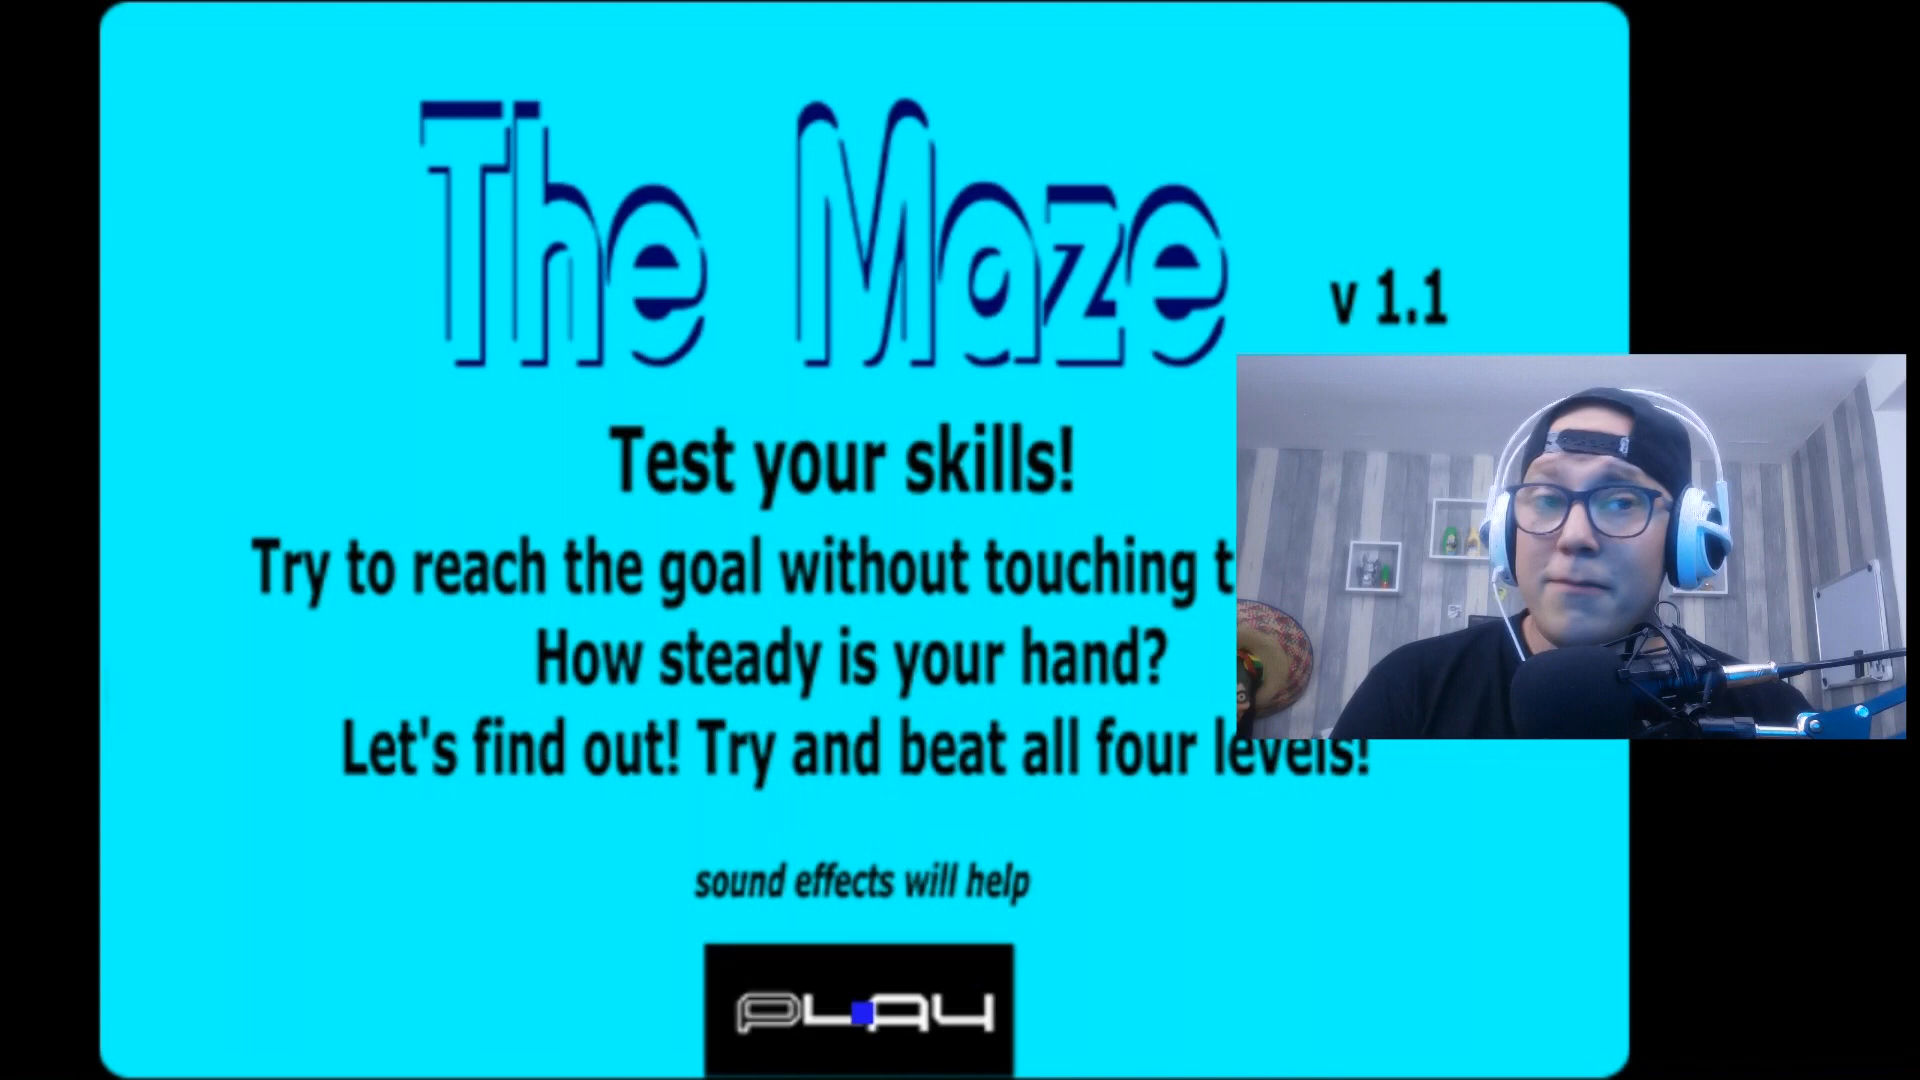 The Maze
v 1.1
Test your skills!
Try to reach the goal without touching t
How steady is your hand?
Let's find out! Try and beat all four levels!
sound effects will help
PLAY